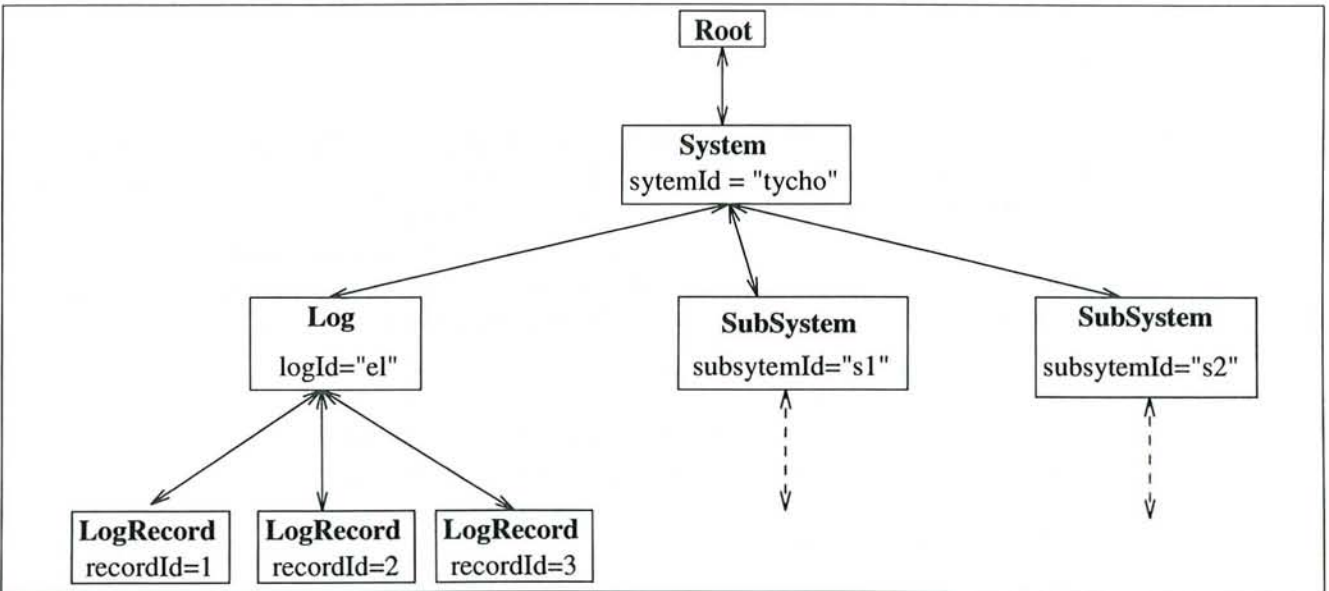 Root
System
sytemId = "tycho"
Log
logId="el"
SubSystem
subsytemId="s1"
SubSystem
subsytemId="s2"
LogRecord
recordId=1
LogRecord
recordId=2
LogRecord
recordId=3